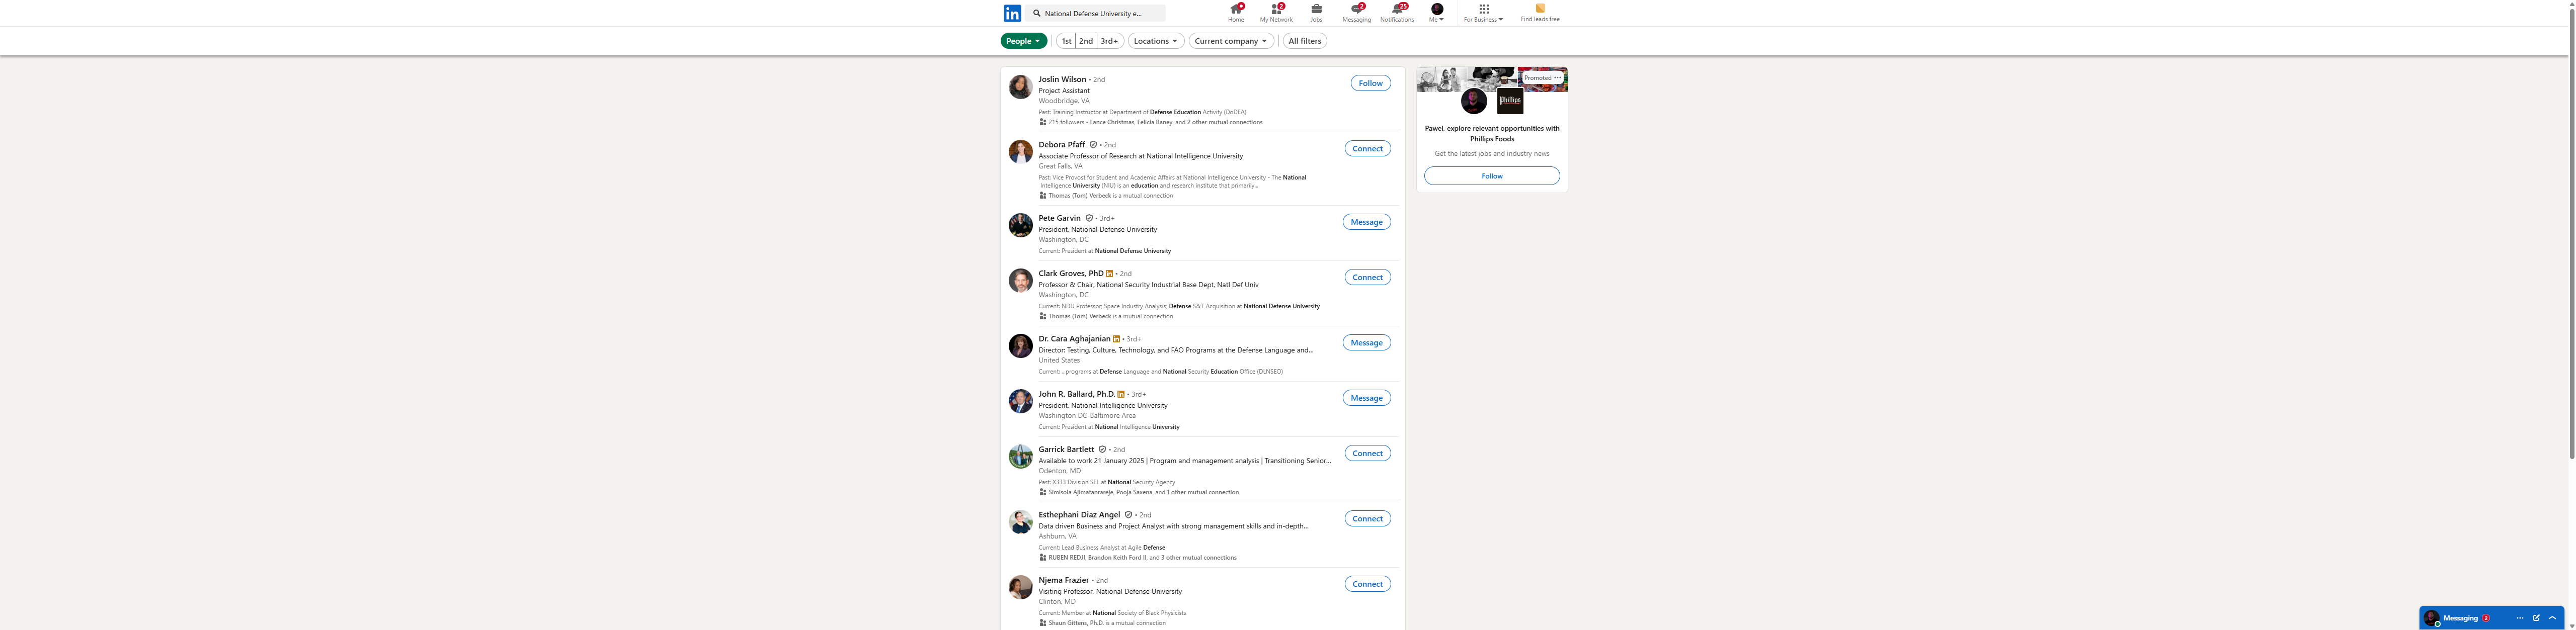 in
National Defense University e...
Home
2
My Network
Jobs
2
Messaging
25
Notifications
Me
For Business
Find leads free
People
1st
2nd
3rd+
Locations
Current company
All filters
Joslin Wilson • 2nd
Project Assistant
Woodbridge, VA
Past: Training Instructor at Department of Defense Education Activity (DoDEA)
215 followers • Lance Christmas, Felicia Baney, and 2 other mutual connections
Follow
Debora Pfaff • 2nd
Associate Professor of Research at National Intelligence University
Great Falls, VA
Past: Vice Provost for Student and Academic Affairs at National Intelligence University - The National
Intelligence University (NIU) is an education and research institute that primarily...
Thomas (Tom) Verbeck is a mutual connection
Connect
Pete Garvin • 3rd+
President, National Defense University
Washington, DC
Current: President at National Defense University
Message
Clark Groves, PhD in • 2nd
Professor & Chair, National Security Industrial Base Dept, Natl Def Univ
Washington, DC
Current: NDU Professor; Space Industry Analysis; Defense S&T Acquisition at National Defense University
Thomas (Tom) Verbeck is a mutual connection
Connect
Dr. Cara Aghajanian in • 3rd+
Director: Testing, Culture, Technology, and FAO Programs at the Defense Language and...
United States
Current: ...programs at Defense Language and National Security Education Office (DLNSEO)
Message
John R. Ballard, Ph.D. in • 3rd+
President, National Intelligence University
Washington DC-Baltimore Area
Current: President at National Intelligence University
Message
Garrick Bartlett • 2nd
Available to work 21 January 2025 | Program and management analysis | Transitioning Senior...
Odenton, MD
Past: X333 Division SEL at National Security Agency
Simisola Ajimatanrareje, Pooja Saxena, and 1 other mutual connection
Connect
Esthephani Diaz Angel • 2nd
Data driven Business and Project Analyst with strong management skills and in-depth...
Ashburn, VA
Current: Lead Business Analyst at Agile Defense
RUBEN REDJI, Brandon Keith Ford II, and 3 other mutual connections
Connect
Njema Frazier • 2nd
Visiting Professor, National Defense University
Clinton, MD
Current: Member at National Society of Black Physicists
Shaun Gittens, Ph.D. is a mutual connection
Connect
Promoted ...
Phillips
Pawel, explore relevant opportunities with
Phillips Foods
Get the latest jobs and industry news
Follow
Messaging 2